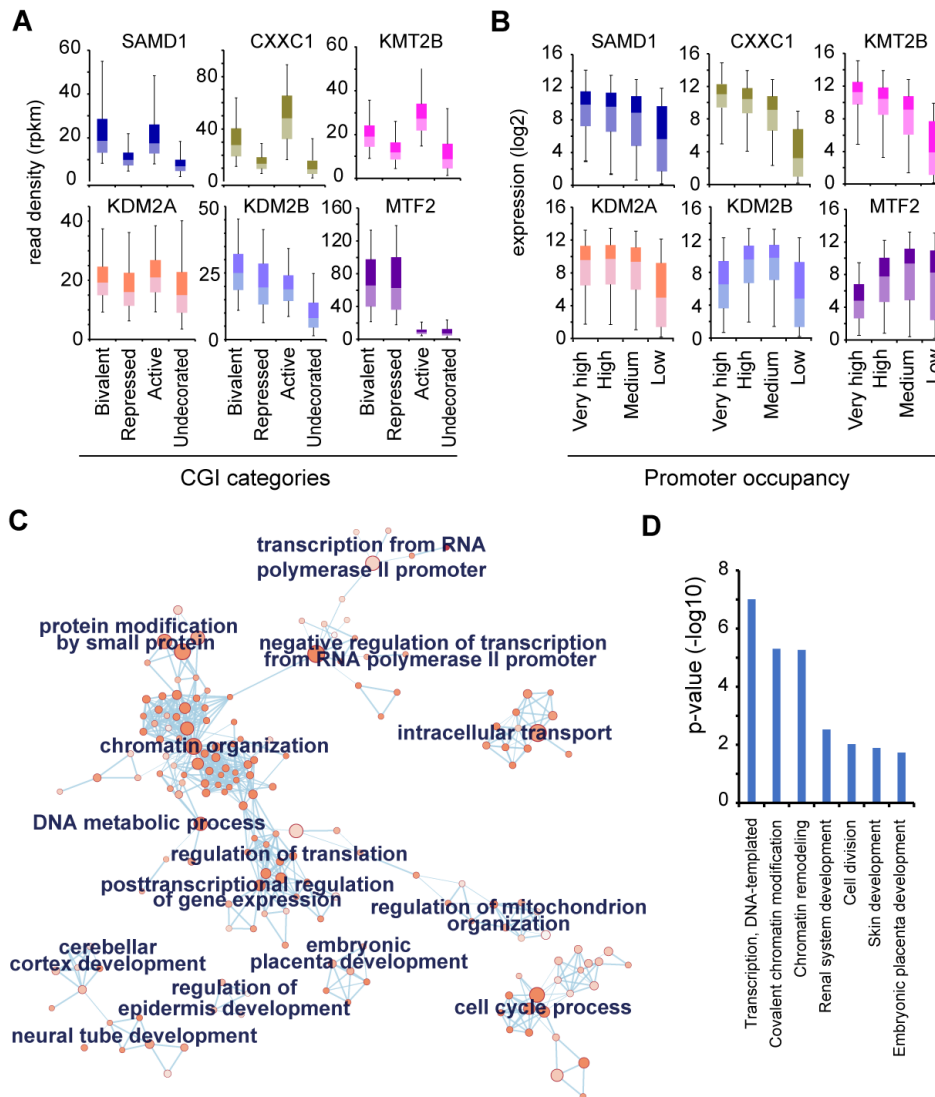 A
SAMD1
CXXC1
KMT2B
read density (rpkm)
60
40
20
0
80
40
0
60
40
20
0
KDM2A
KDM2B
MTF2
40
20
0
50
25
0
160
120
80
40
0
Bivalent
Repressed
Active
Undecorated
Bivalent
Repressed
Active
Undecorated
Bivalent
Repressed
Active
Undecorated
CGI categories
B
SAMD1
CXXC1
KMT2B
expression (log2)
16
12
8
4
0
16
12
8
4
0
16
12
8
4
0
KDM2A
KDM2B
MTF2
16
12
8
4
0
16
12
8
4
0
16
12
8
4
0
Very high
High
Medium
Low
Very high
High
Medium
Low
Very high
High
Medium
Low
Promoter occupancy
C
transcription from RNA
polymerase II promoter
protein modification
by small protein
negative regulation of transcription
from RNA polymerase II promoter
intracellular transport
chromatin organization
DNA metabolic process
regulation of translation
posttranscriptional regulation
of gene expression
regulation of mitochondrion
organization
cerebellar
cortex development
embryonic
placenta development
regulation of
epidermis development
cell cycle process
neural tube development
D
p-value (-log10)
8
6
4
2
0
Transcription, DNA-templated
Covalent chromatin modification
Chromatin remodeling
Renal system development
Cell division
Skin development
Embryonic placenta development